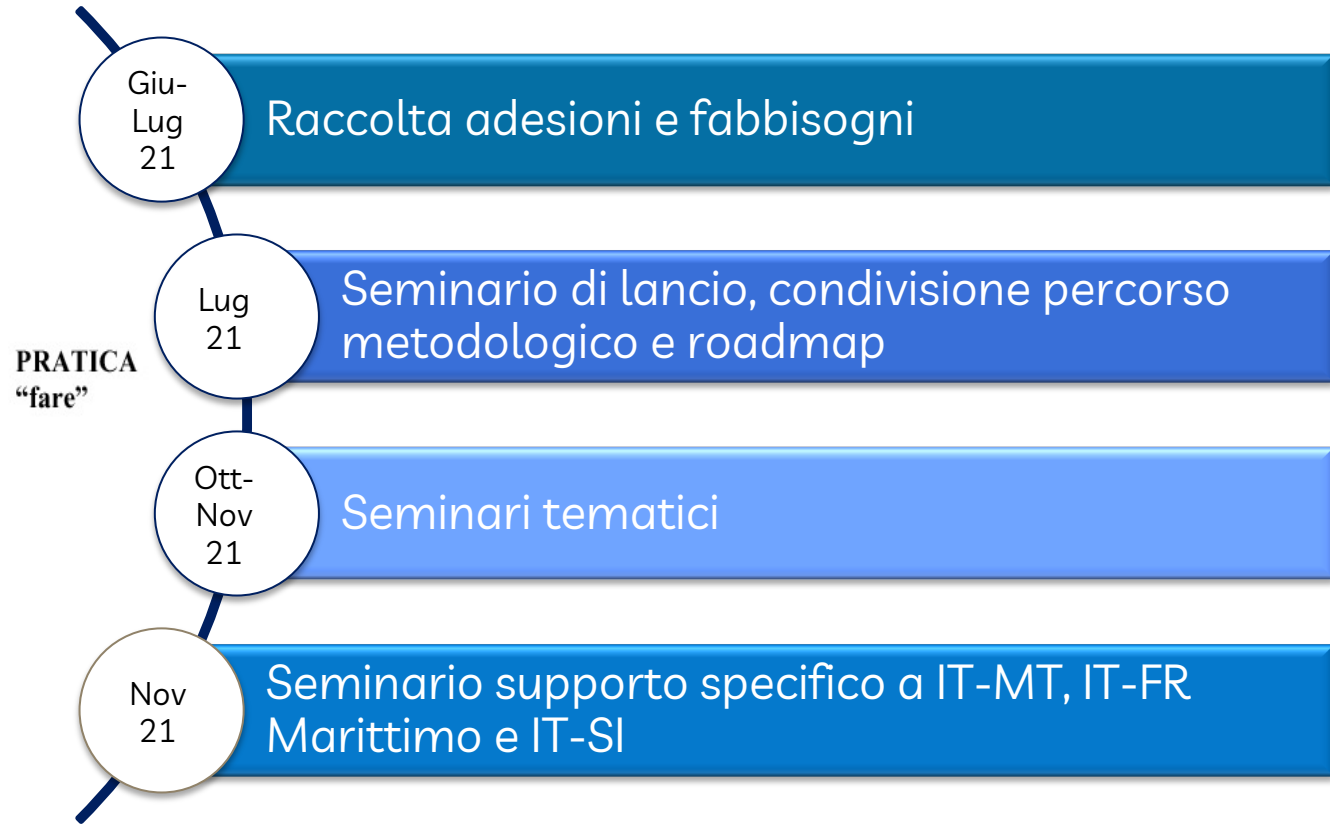 Giu-
Lug
21
Raccolta adesioni e fabbisogni
Lug
21
Seminario di lancio, condivisione percorso
metodologico e roadmap
PRATICA
“fare”
Ott-
Nov
21
Seminari tematici
Nov
21
Seminario supporto specifico a IT-MT, IT-FR
Marittimo e IT-SI